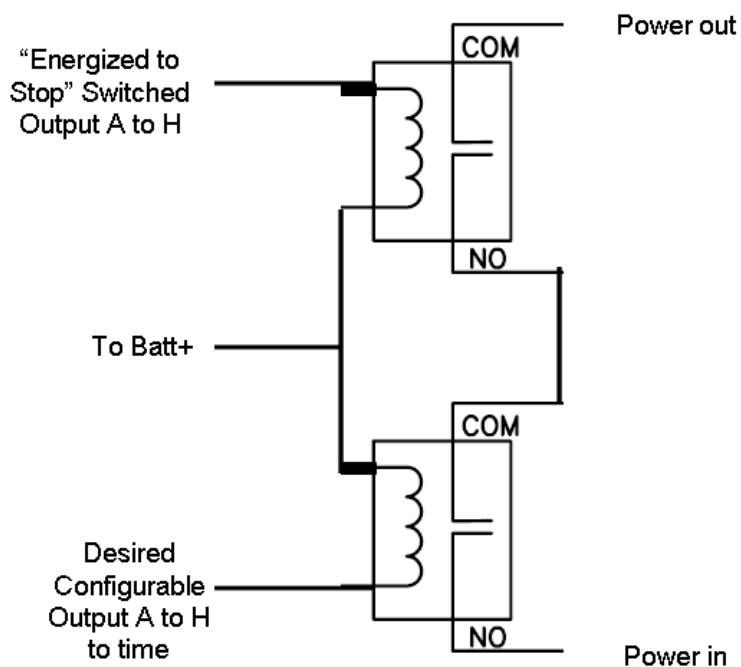 Power out
COM
“Energized to
Stop” Switched
Output A to H
NO
To Batt+
COM
Desired
Configurable
Output A to H
to time
NO
Power in